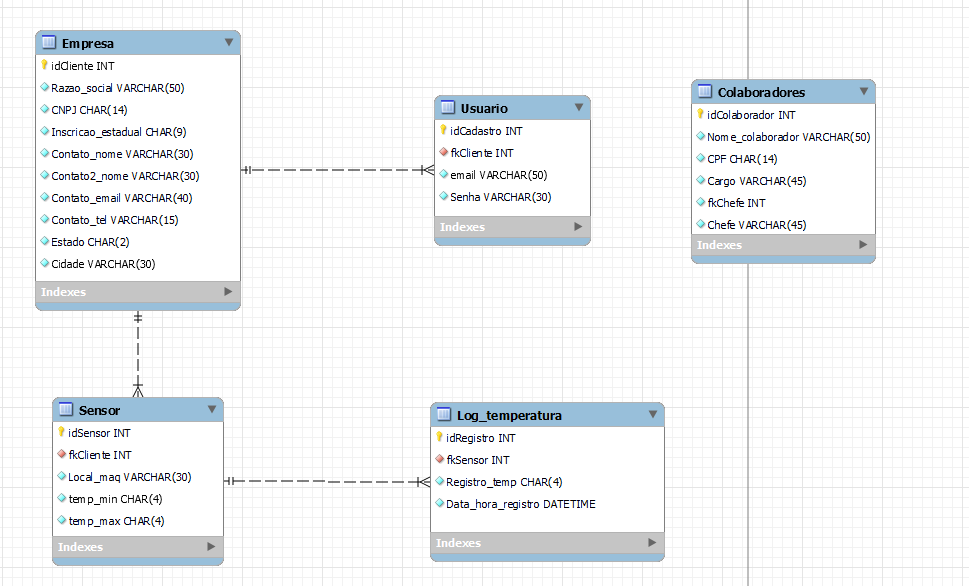 Empresa
idCliente INT
Razao_social VARCHAR(50)
CNPJ CHAR(14)
Inscricao_estadual CHAR(9)
Contato_nome VARCHAR(30)
Contato2_nome VARCHAR(30)
Contato_email VARCHAR(40)
Contato_tel VARCHAR(15)
Estado CHAR(2)
Cidade VARCHAR(30)
Indexes
Usuario
idCadastro INT
fkCliente INT
email VARCHAR(50)
Senha VARCHAR(30)
Indexes
Colaboradores
idColaborador INT
Nome_colaborador VARCHAR(50)
CPF CHAR(14)
Cargo VARCHAR(45)
fkChefe INT
Chefe VARCHAR(45)
Indexes
Sensor
idSensor INT
fkCliente INT
Local_maq VARCHAR(30)
temp_min CHAR(4)
temp_max CHAR(4)
Indexes
Log_temperatura
idRegistro INT
fkSensor INT
Registro_temp CHAR(4)
Data_hora_registro DATETIME
Indexes